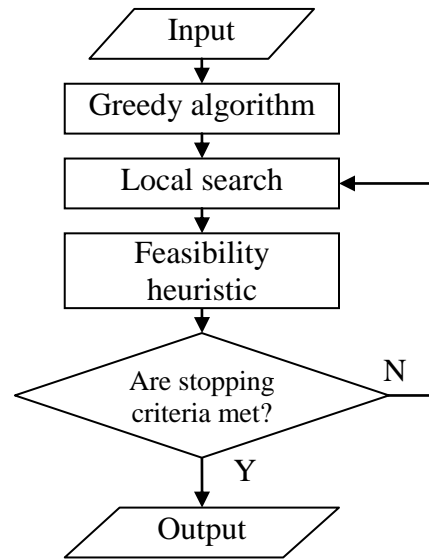 Input
Greedy algorithm
Local search
Feasibility
heuristic
Are stopping
criteria met?
N
Y
Output